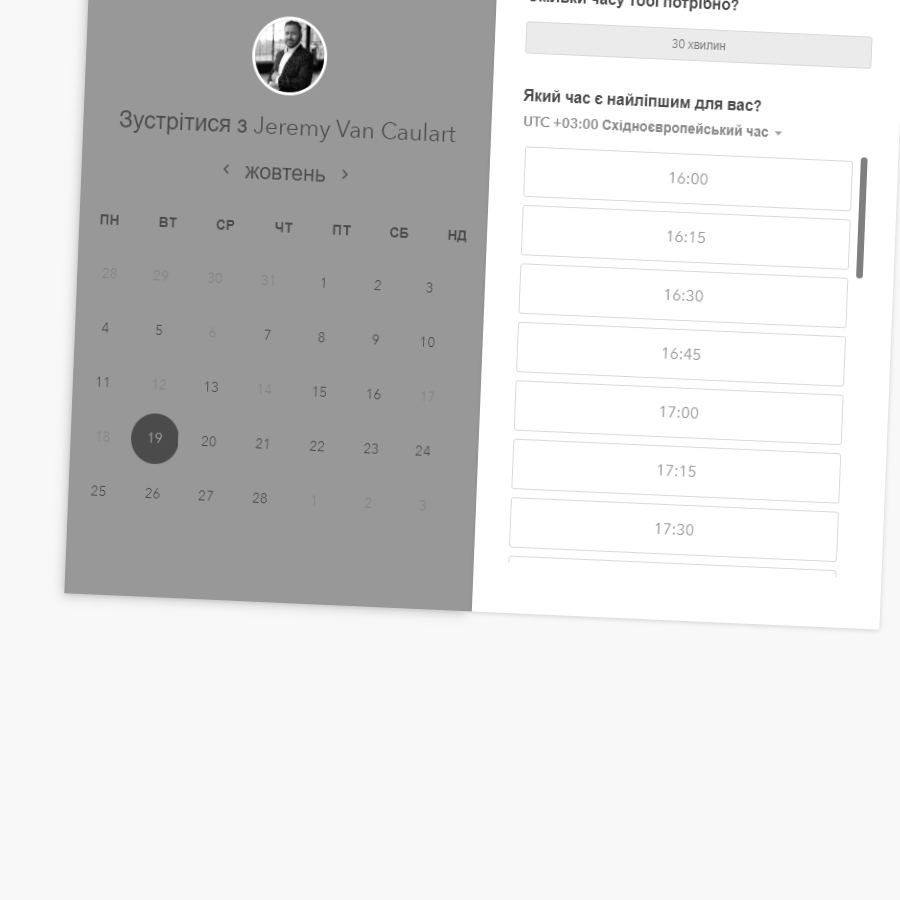 Зустрітися з Jeremy Van Caulart
жовтень
ПН ВТ СР ЧТ ПТ СБ НД
28 29 30 31 1 2 3
4 5 6 7 8 9 10
11 12 13 14 15 16 17
18 19 20 21 22 23 24
25 26 27 28 1 2 3
Скільки часу тобі потрібно?
30 хвилин
Який час є найліпшим для вас?
UTC +03:00 Східноєвропейський час
16:00
16:15
16:30
16:45
17:00
17:15
17:30